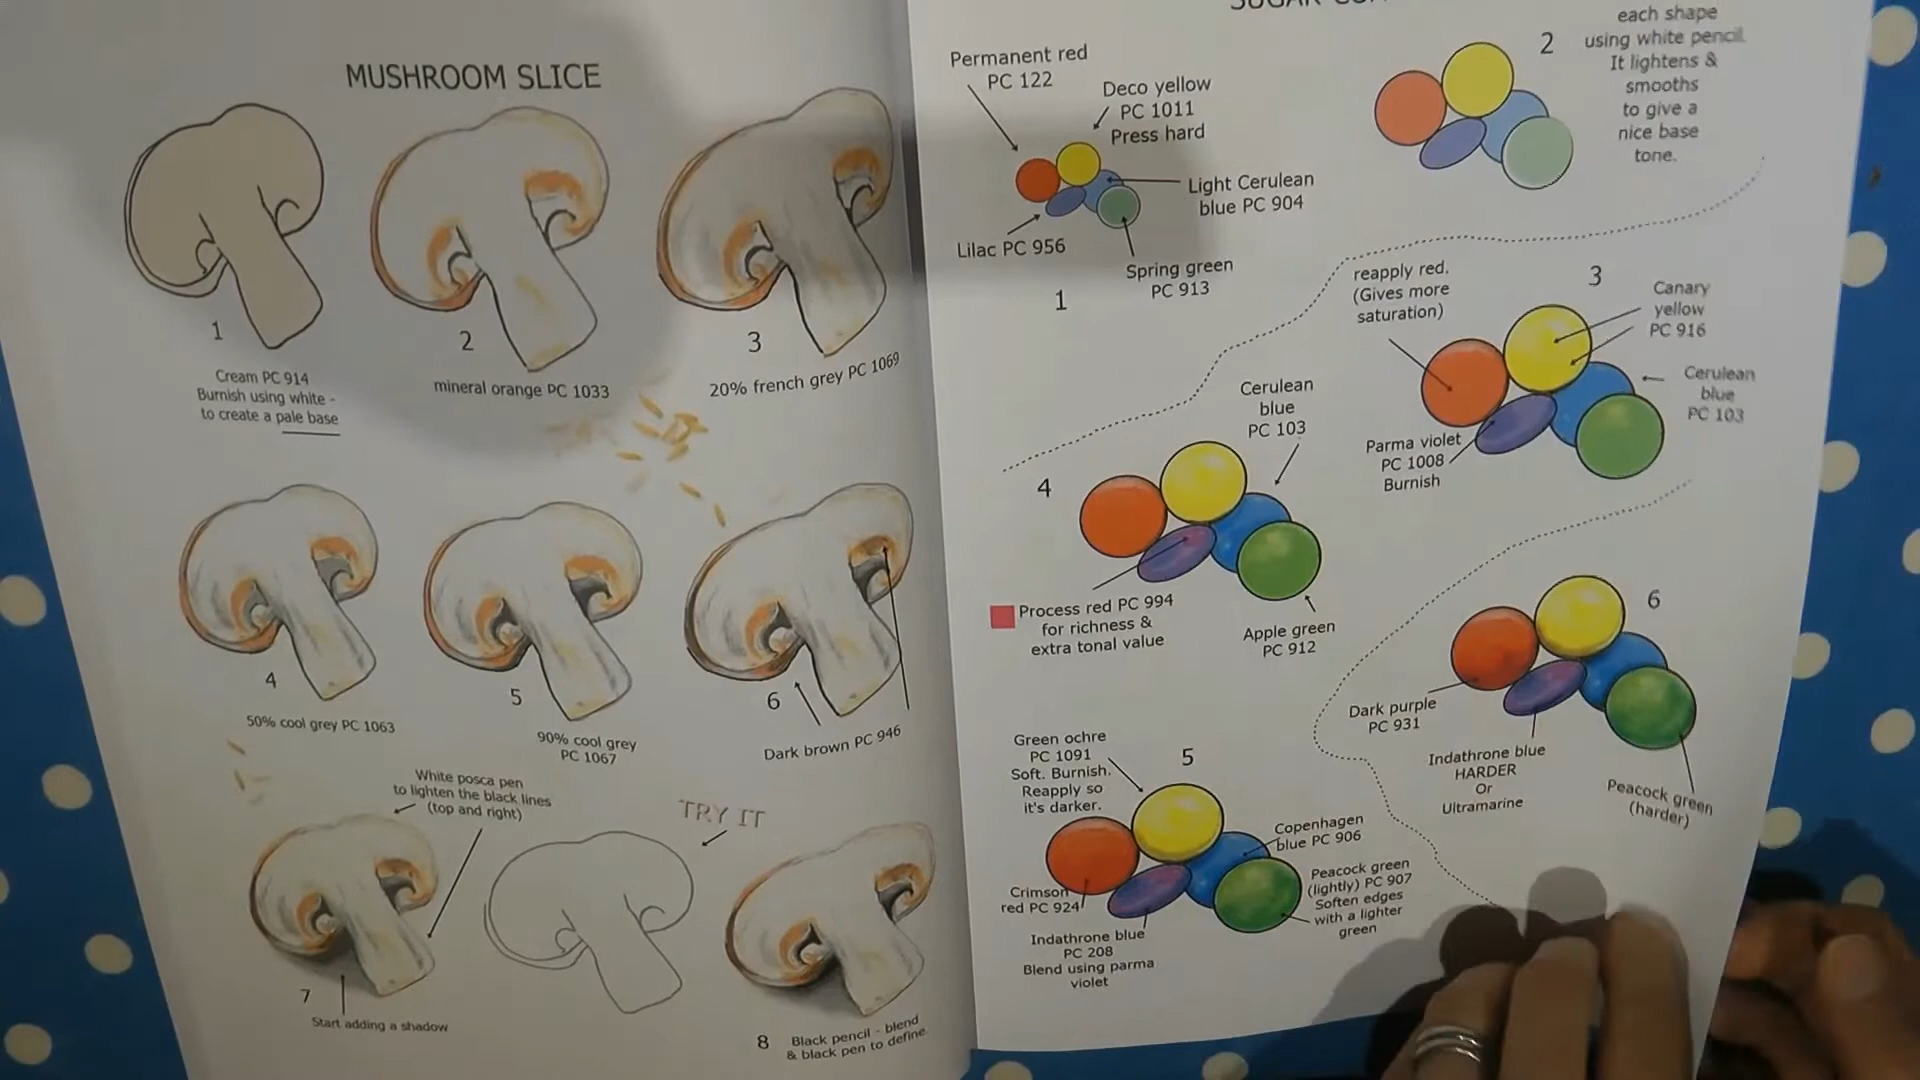 MUSHROOM SLICE
1
Cream PC 914
Burnish using white -
to create a pale base
2
mineral orange PC 1033
3
20% french grey PC 1069
4
50% cool grey PC 1063
5
90% cool grey
PC 1067
6
Dark brown PC 946
White posca pen
to lighten the black lines
(top and right)
7
Start adding a shadow
TRY IT
8
Black pencil - blend
& black pen to define
Permanent red
PC 122
Deco yellow
PC 1011
Press hard
Light Cerulean
blue PC 904
Lilac PC 956
Spring green
PC 913
1
2
each shape
using white pencil.
It lightens &
smooths
to give a
nice base
tone.
3
reapply red.
(Gives more
saturation)
Canary
yellow
PC 916
Cerulean
blue
PC 103
Parma violet
PC 1008
Burnish
4
Cerulean
blue
PC 103
Process red PC 994
for richness &
extra tonal value
Apple green
PC 912
5
Green ochre
PC 1091
Soft. Burnish.
Reapply so
it's darker.
Copenhagen
blue PC 906
Peacock green
(lightly) PC 907
Soften edges
with a lighter
green
Crimson
red PC 924
Indathrone blue
PC 208
Blend using parma
violet
6
Dark purple
PC 931
Indathrone blue
HARDER
Or
Ultramarine
Peacock green
(harder)